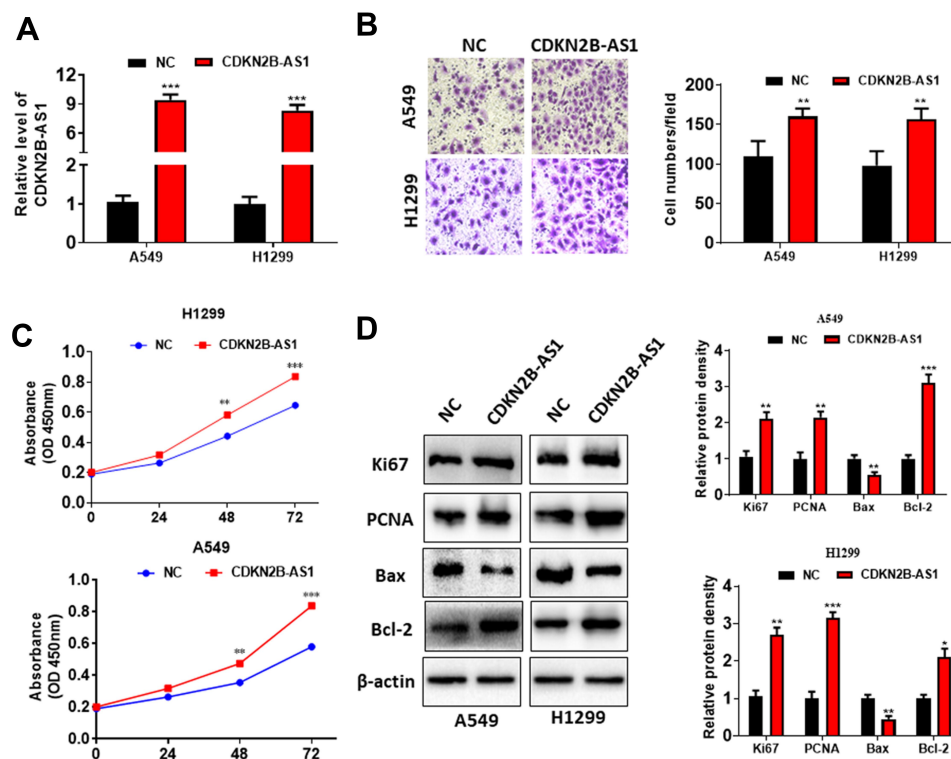 A
NC CDKN2B-AS1
Relative level of
CDKN2B-AS1
12
9
6
3
2
1
0
*** ***
A549 H1299
B
NC CDKN2B-AS1
A549
H1299
NC CDKN2B-AS1
Cell numbers/field
200
150
100
50
0
** **
A549 H1299
C
H1299
NC CDKN2B-AS1
Absorbance
(OD 450nm)
1.0
0.8
0.6
0.4
0.2
0.0
** ***
0 24 48 72
A549
NC CDKN2B-AS1
Absorbance
(OD 450nm)
1.0
0.8
0.6
0.4
0.2
0.0
** ***
0 24 48 72
D
NC CDKN2B-AS1 NC CDKN2B-AS1
Ki67
PCNA
Bax
Bcl-2
β-actin
A549 H1299
A549
NC CDKN2B-AS1
Relative protein density
4
3
2
1
0
** ** ** ***
Ki67 PCNA Bax Bcl-2
H1299
NC CDKN2B-AS1
Relative protein density
4
3
2
1
0
** *** ** *
Ki67 PCNA Bax Bcl-2